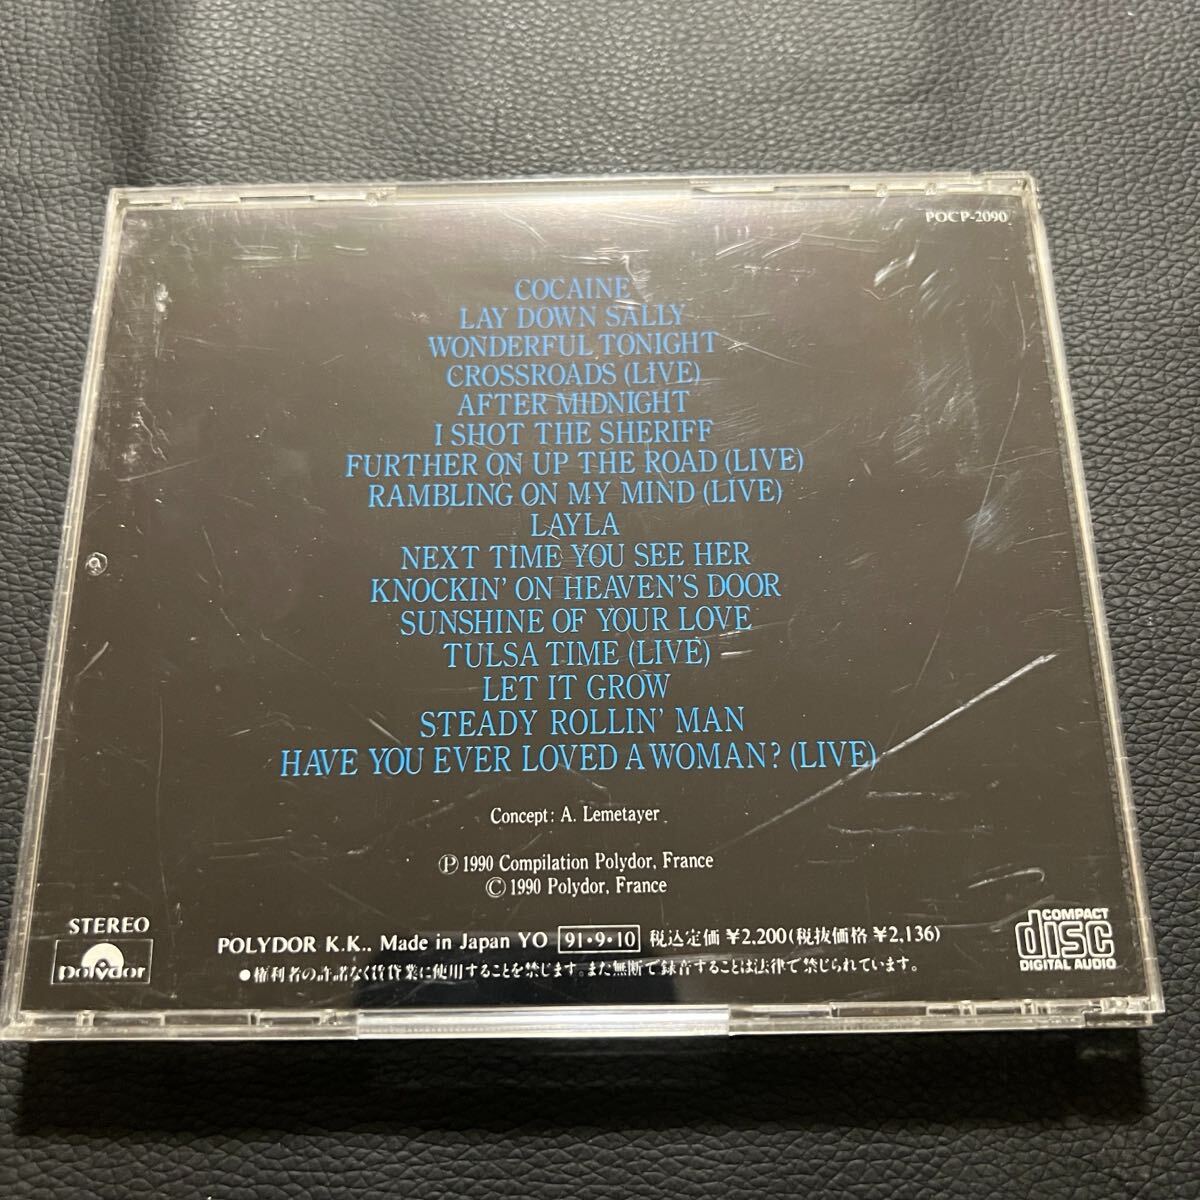 POCP-2090
COCAINE
LAY DOWN SALLY
WONDERFUL TONIGHT
CROSSROADS (LIVE)
AFTER MIDNIGHT
I SHOT THE SHERIFF
FURTHER ON UP THE ROAD (LIVE)
RAMBLING ON MY MIND (LIVE)
LAYLA
NEXT TIME YOU SEE HER
KNOCKIN' ON HEAVEN'S DOOR
SUNSHINE OF YOUR LOVE
TULSA TIME (LIVE)
LET IT GROW
STEADY ROLLIN' MAN
HAVE YOU EVER LOVED A WOMAN? (LIVE)
Concept: A. Lemetayer
Ⓟ 1990 Compilation Polydor, France
© 1990 Polydor, France
STEREO
polydor
POLYDOR K.K.. Made in Japan YO 91・9・10 税込定価 ¥2,200(税抜価格 ¥2,136)
●権利者の許諾なく賃貸業に使用することを禁じます。また無断で録音することは法律で禁じられています。
COMPACT
disc
DIGITAL AUDIO